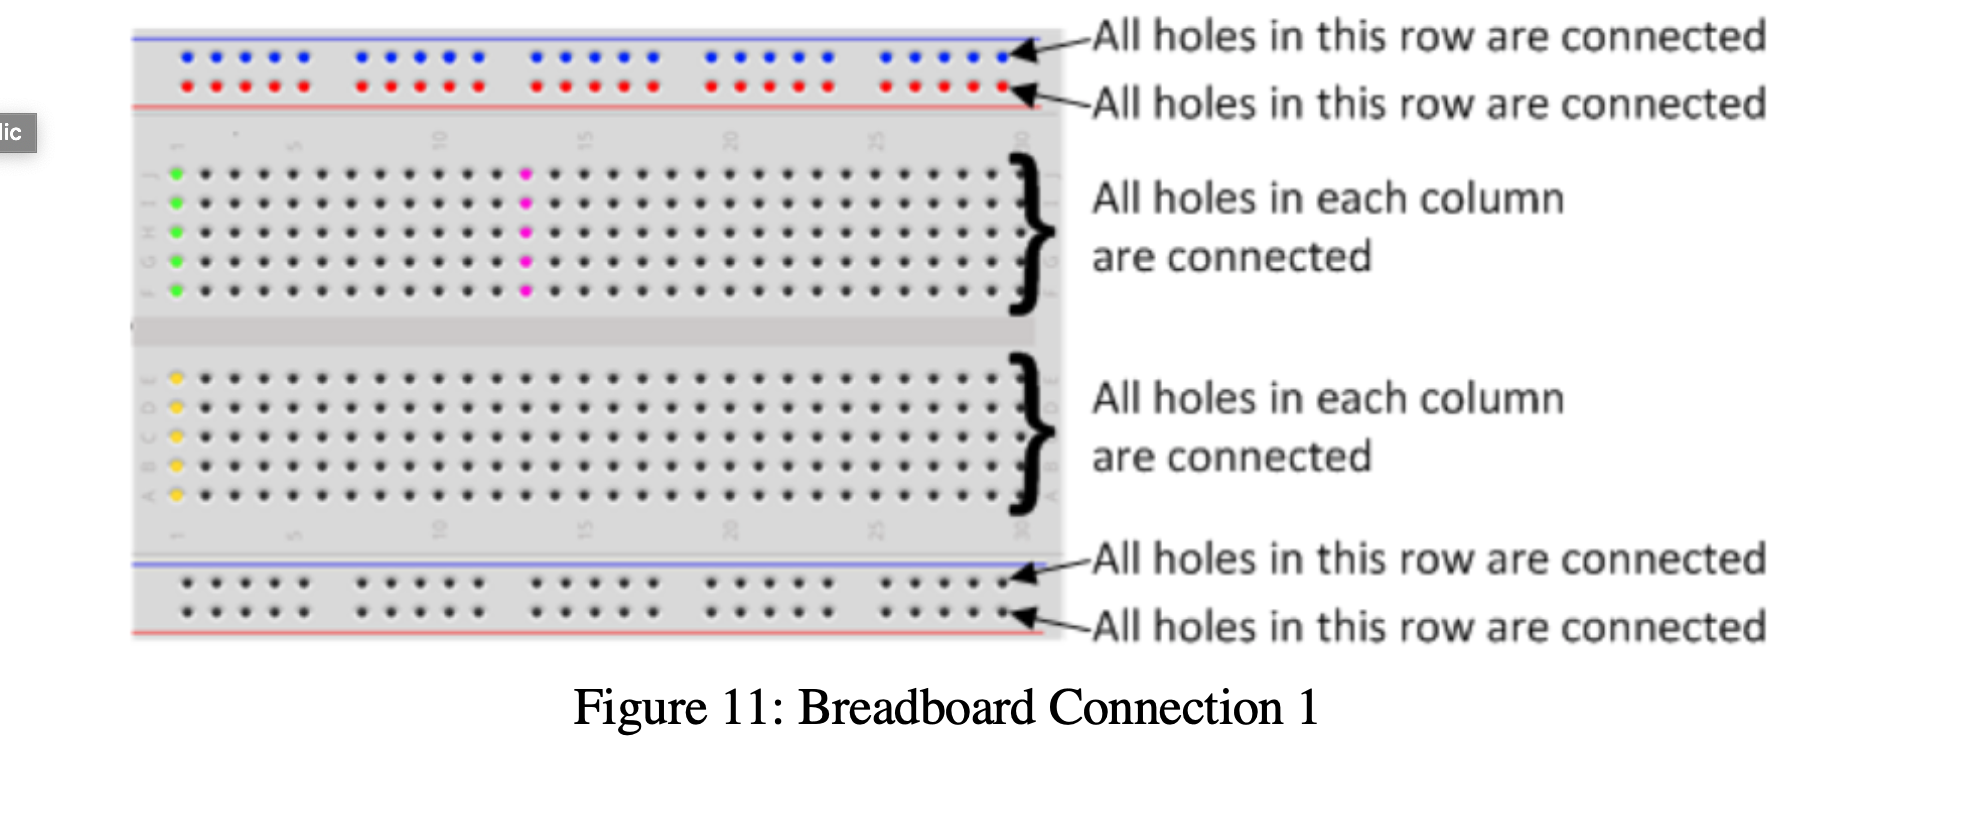 All holes in this row are connected
All holes in this row are connected
lic
1 5 10 15 20 25 30
J J
All holes in each column
I I
H
are connected
G G
F F
E E
All holes in each column
D D
C
are connected
B B
A A
1 5 10 15 20 25 30
All holes in this row are connected
All holes in this row are connected
Figure 11: Breadboard Connection 1